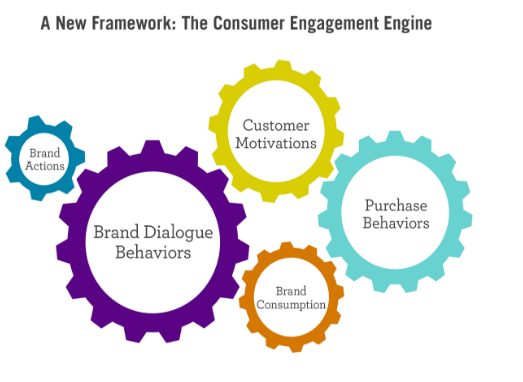 A New Framework: The Consumer Engagement Engine
Brand
Actions
Customer
Motivations
Brand Dialogue
Behaviors
Purchase
Behaviors
Brand
Consumption